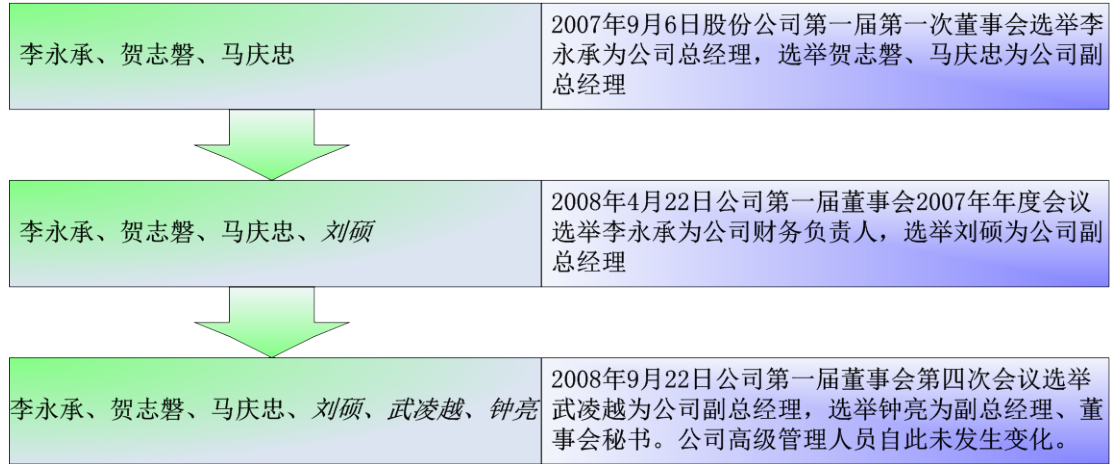 李永承、贺志磐、马庆忠
2007年9月6日股份公司第一届第一次董事会选举李
永承为公司总经理，选举贺志磐、马庆忠为公司副
总经理
李永承、贺志磐、马庆忠、刘硕
2008年4月22日公司第一届董事会2007年年度会议
选举李永承为公司财务负责人，选举刘硕为公司副
总经理
李永承、贺志磐、马庆忠、刘硕、武凌越、钟亮
2008年9月22日公司第一届董事会第四次会议选举
武凌越为公司副总经理，选举钟亮为副总经理、董
事会秘书。公司高级管理人员自此未发生变化。